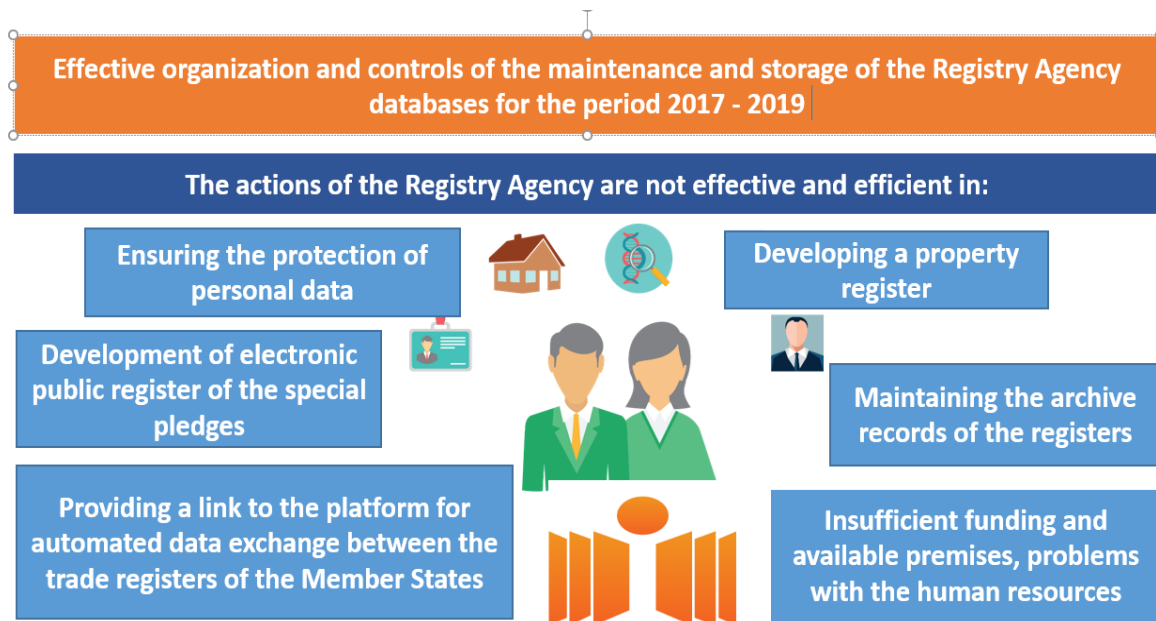 Effective organization and controls of the maintenance and storage of the Registry Agency
databases for the period 2017 - 2019
The actions of the Registry Agency are not effective and efficient in:
Ensuring the protection of
personal data
Developing a property
register
Development of electronic
public register of the special
pledges
Maintaining the archive
records of the registers
Providing a link to the platform for
automated data exchange between the
trade registers of the Member States
Insufficient funding and
available premises, problems
with the human resources